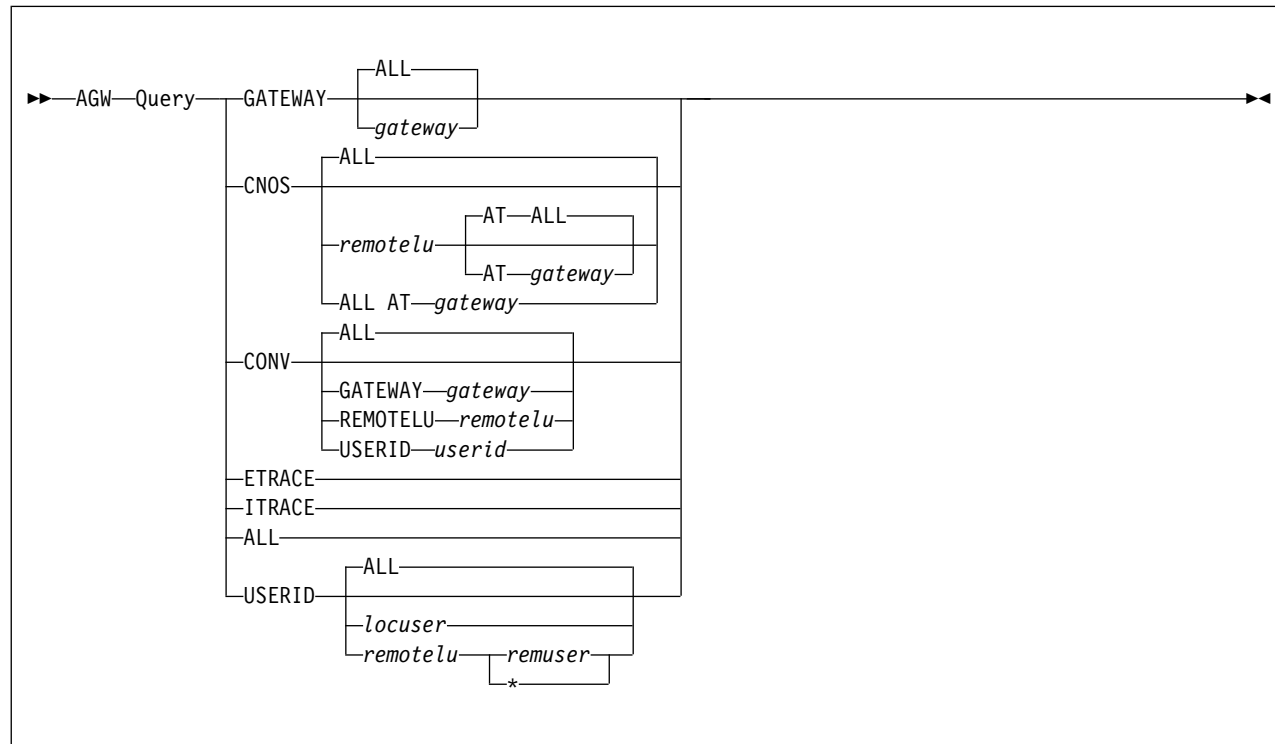 ALL
AGW Query GATEWAY
gateway
ALL
CNOS
AT ALL
remotelu
AT gateway
ALL AT gateway
ALL
CONV
GATEWAY gateway
REMOTELU remotelu
USERID userid
ETRACE
ITRACE
ALL
ALL
USERID
locuser
remotelu remuser
*